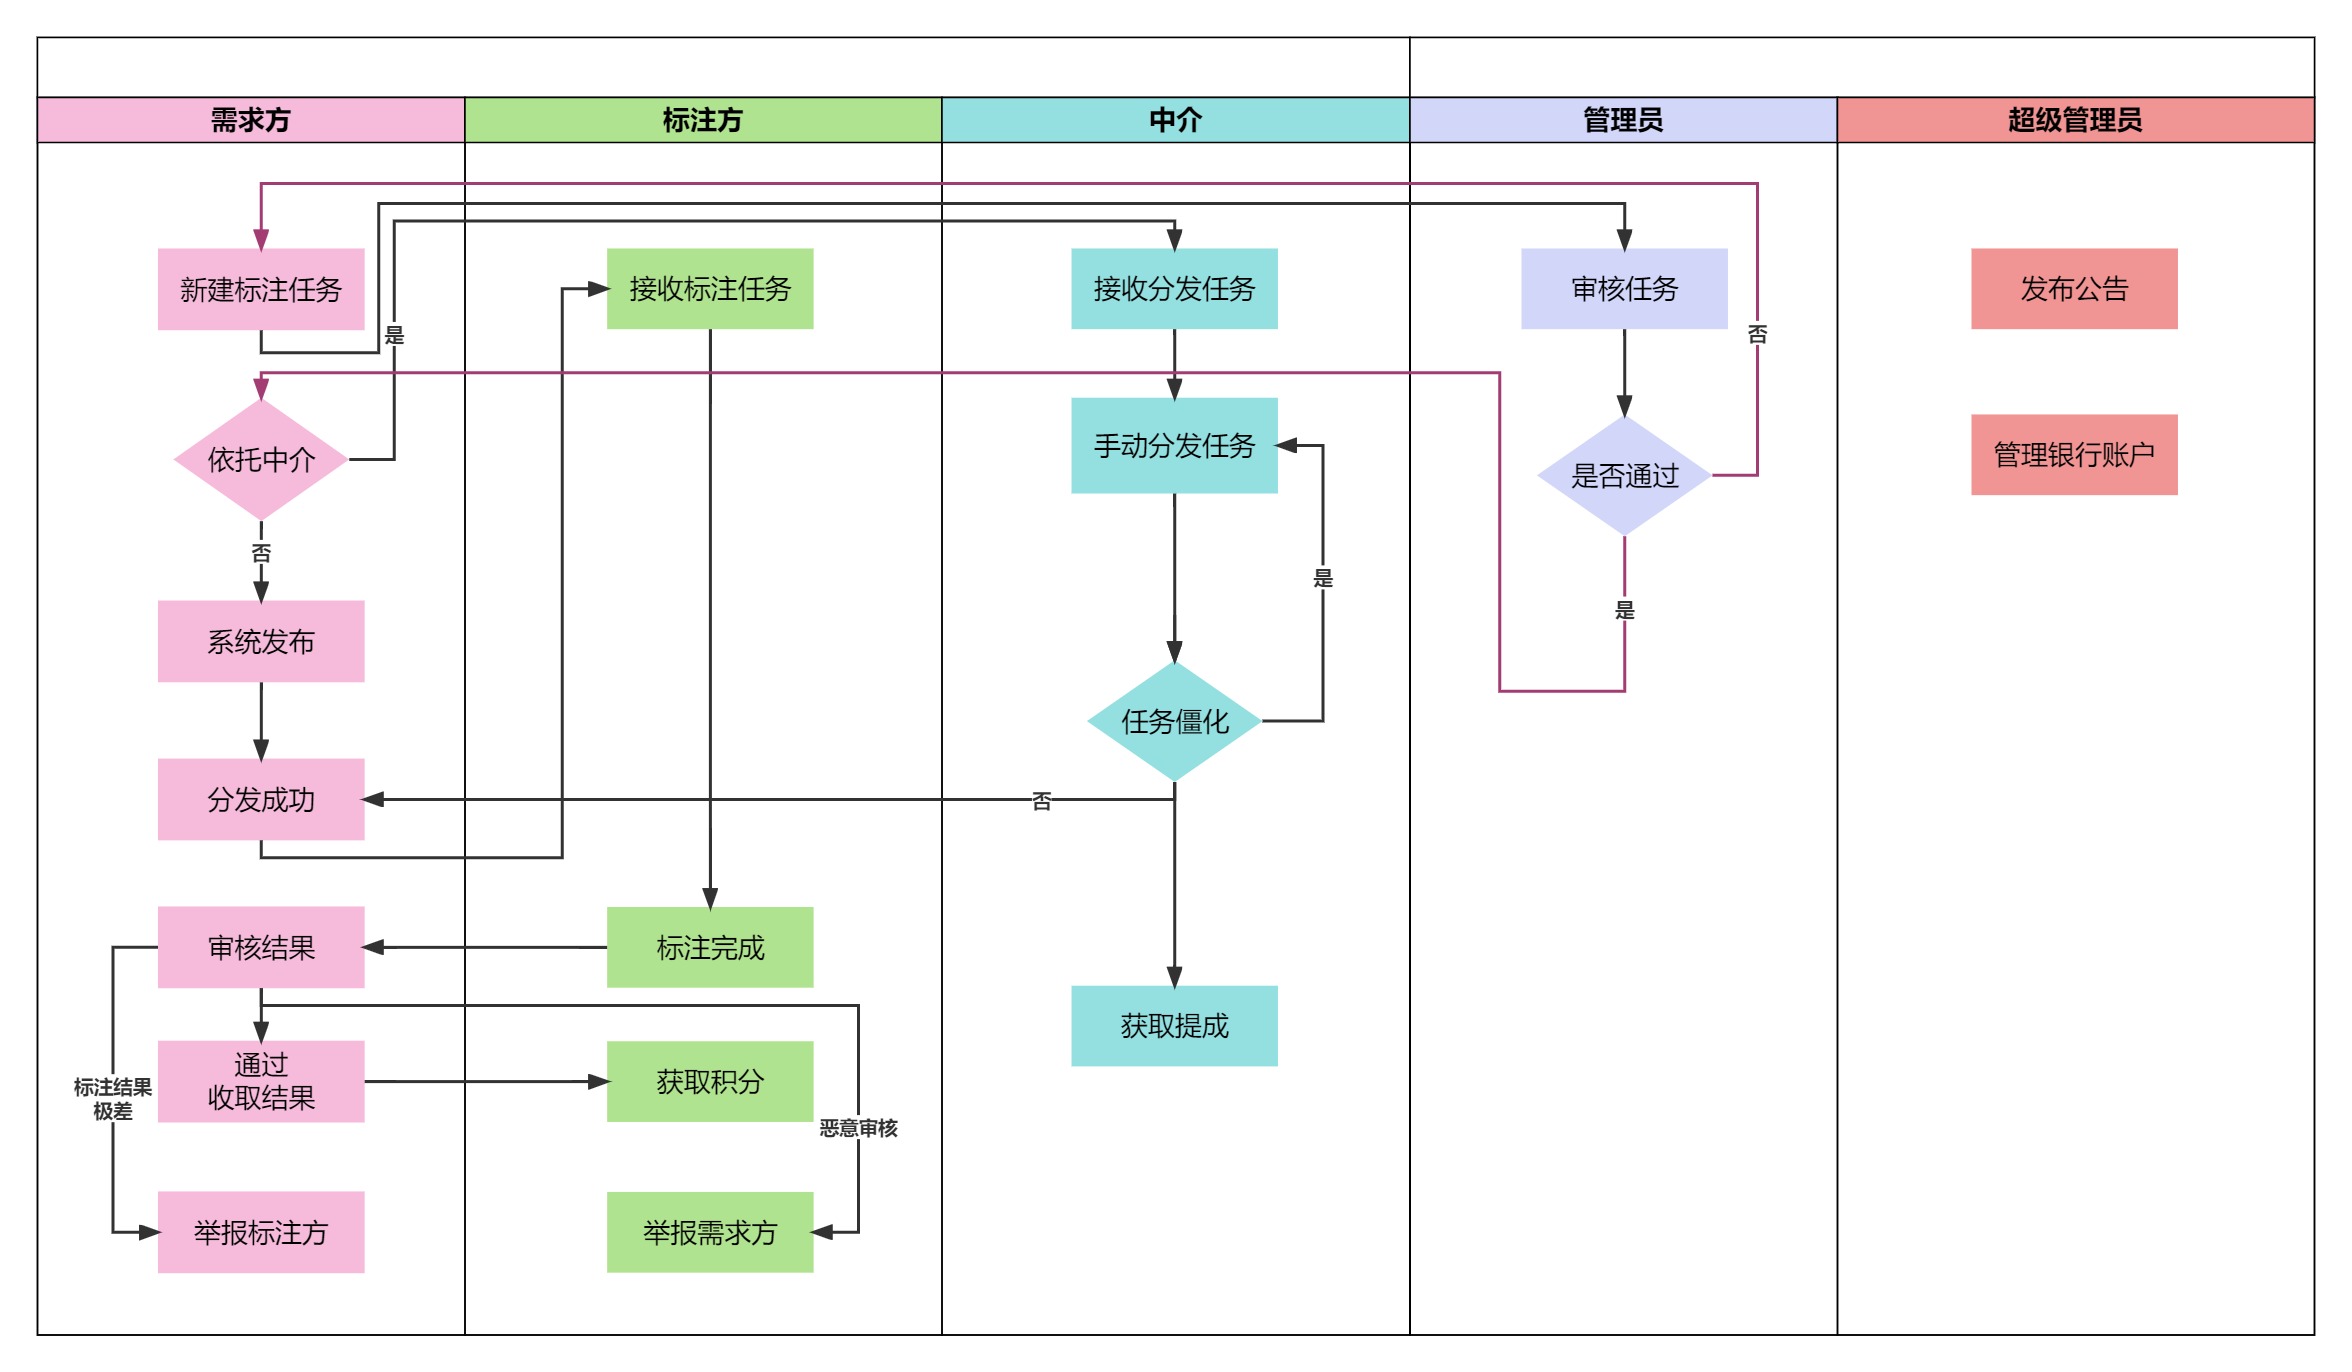 需求方
标注方
中介
管理员
超级管理员
新建标注任务
接收标注任务
接收分发任务
审核任务
发布公告
是
否
依托中介
手动分发任务
是否通过
管理银行账户
否
是
是
系统发布
任务僵化
分发成功
否
审核结果
标注完成
获取提成
通过
收取结果
获取积分
标注结果
极差
恶意审核
举报标注方
举报需求方